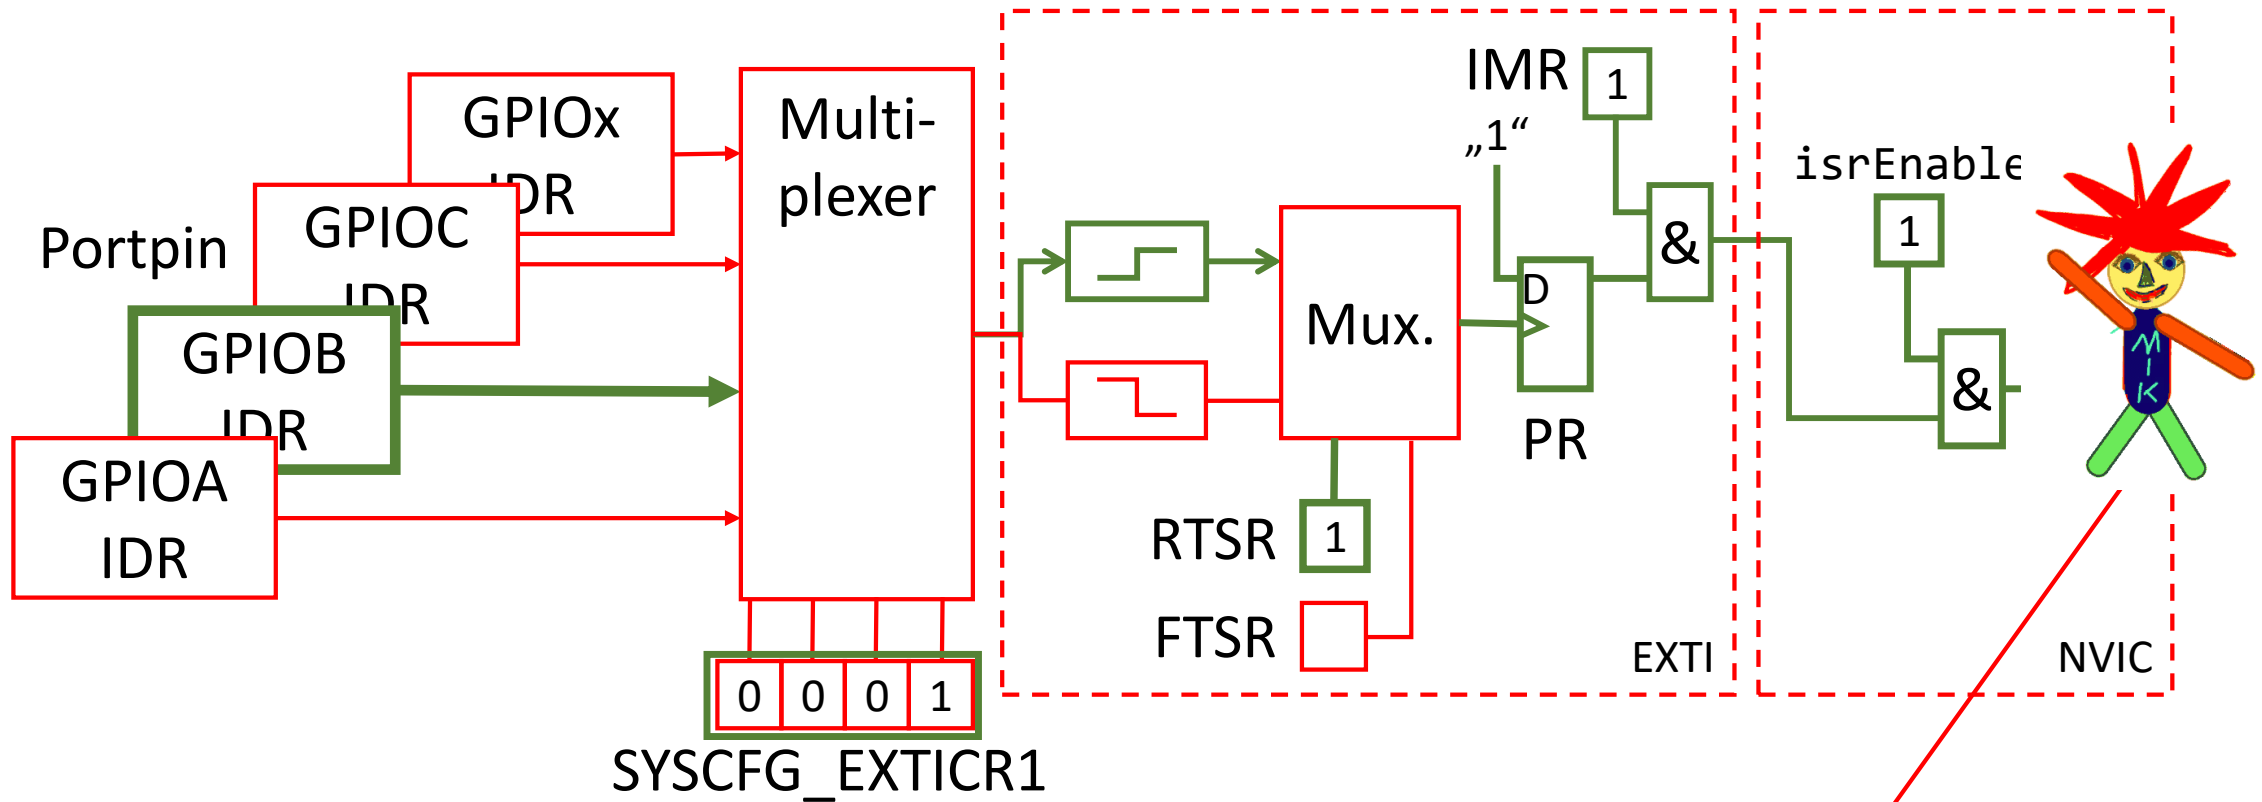 GPIOx
IDR
GPIOC
IDR
Portpin
GPIOB
IDR
GPIOA
IDR
Multi-
plexer
0 0 0 1
SYSCFG_EXTICR1
IMR
1
„1“
D
&
Mux.
PR
RTSR
1
FTSR
EXTI
isrEnable
1
&
NVIC
MIK